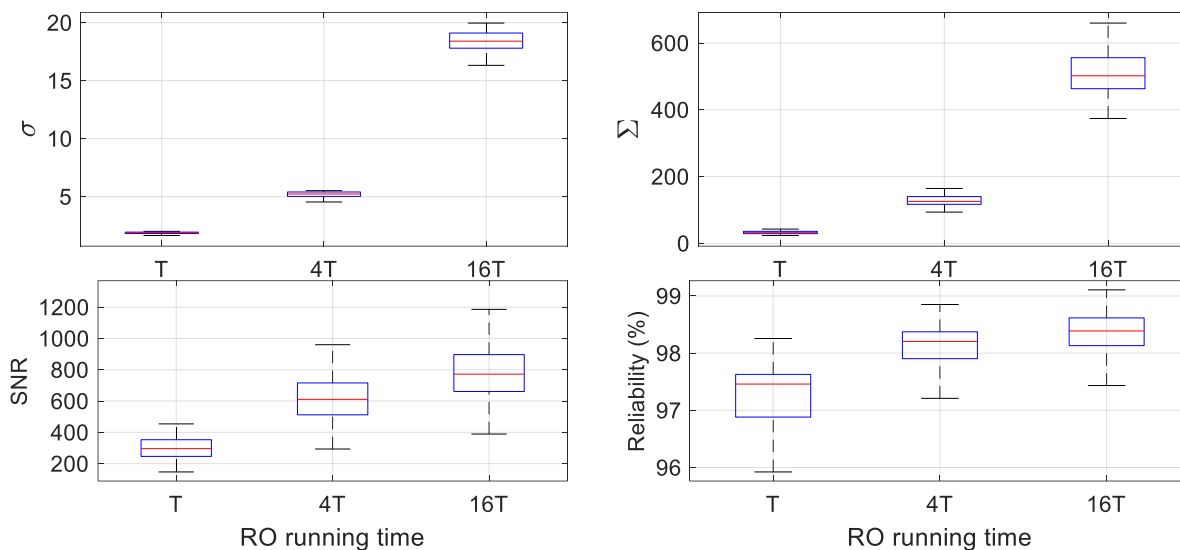 20
15
10
5
σ
T
4T
16T
600
400
200
0
Σ
T
4T
16T
1200
1000
800
600
400
200
SNR
T
4T
16T
RO running time
99
98
97
96
Reliability (%)
T
4T
16T
RO running time